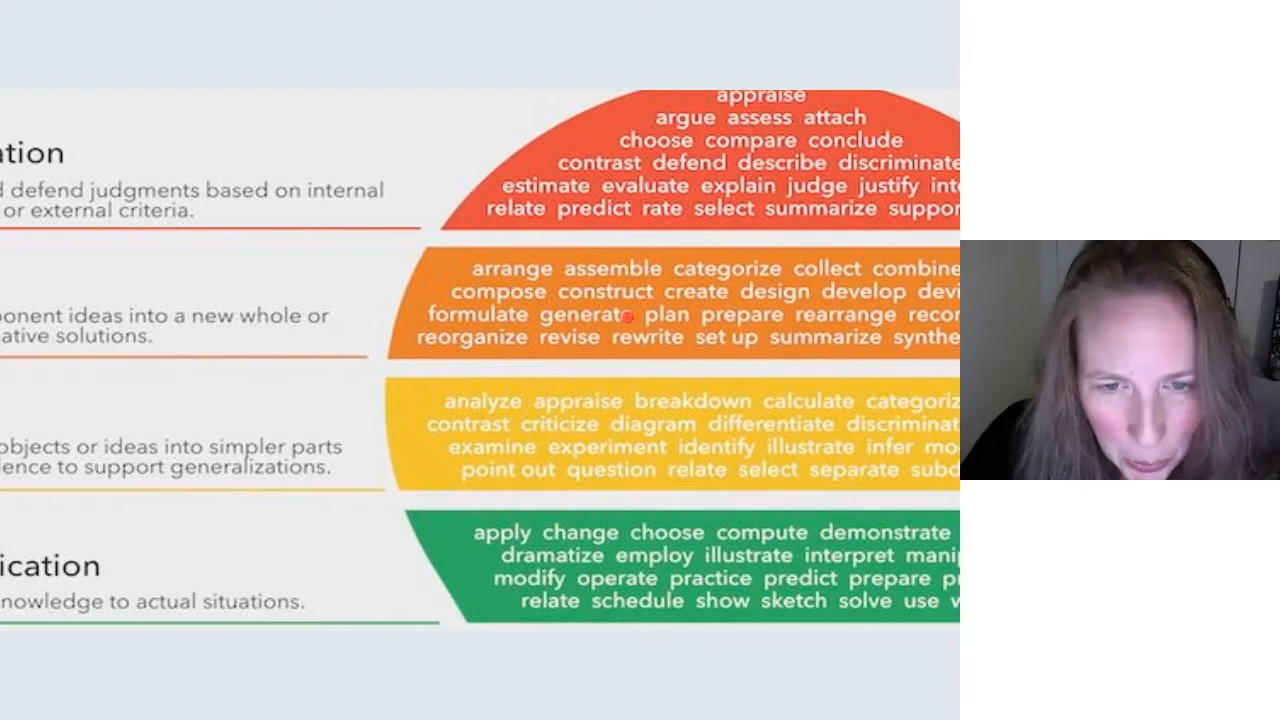 appraise
argue assess attach
choose compare conclude
ation
contrast defend describe discriminate
defend judgments based on internal
estimate evaluate explain judge justify
or external criteria.
relate predict rate select summarize
arrange assemble categorize collect combine
compose construct create design develop
ponent ideas into a new whole or
formulate generate plan prepare rearrange
ative solutions.
reorganize revise rewrite set up summarize
analyze appraise breakdown calculate
contrast criticize diagram differentiate
objects or ideas into simpler parts
examine experiment identify illustrate infer
dence to support generalizations.
point out question relate select separate
apply change choose compute demonstrate
dramatize employ illustrate interpret
ication
modify operate practice predict prepare
nowledge to actual situations.
relate schedule show sketch solve use